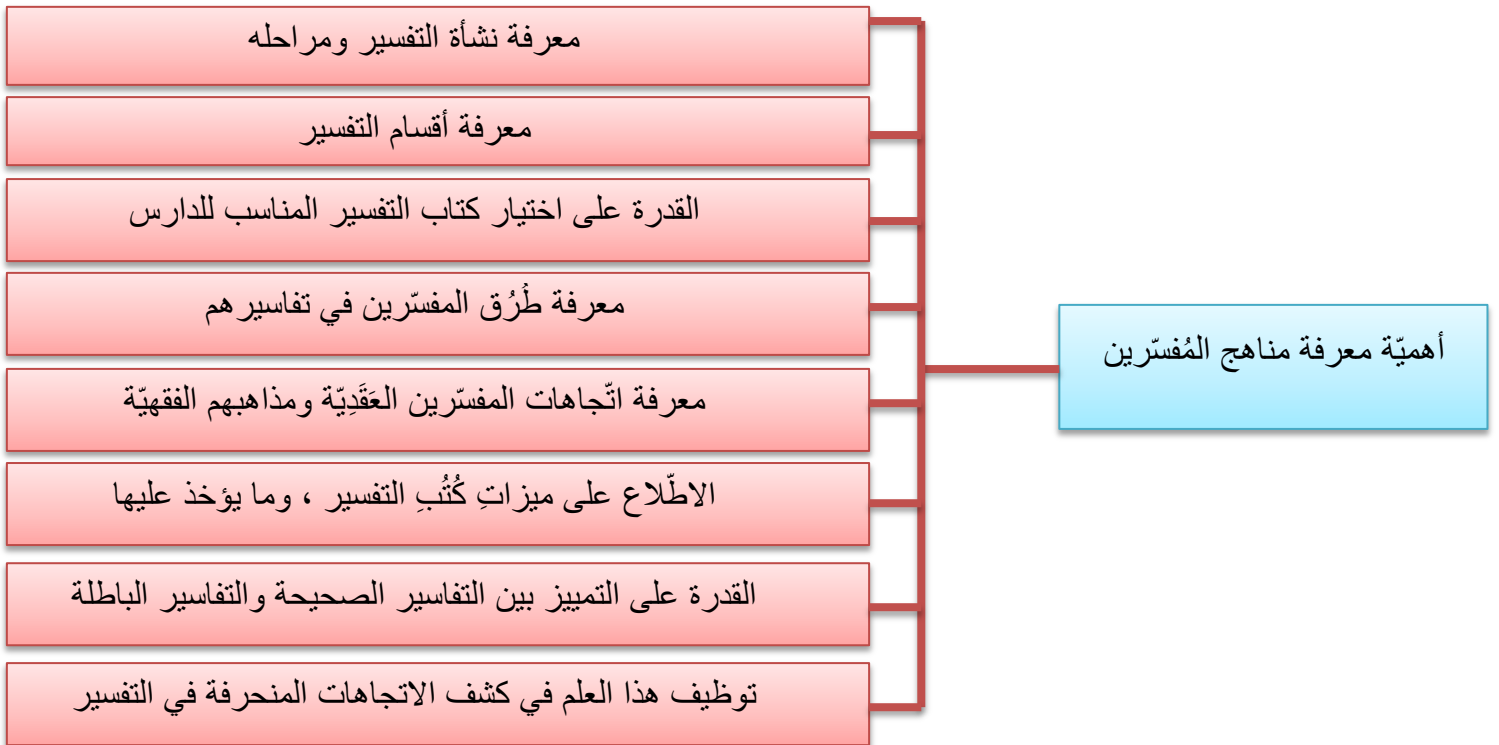 أهميّة معرفة مناهج المُفسّرين
معرفة نشأة التفسير ومراحله
معرفة أقسام التفسير
القدرة على اختيار كتاب التفسير المناسب للدارس
معرفة طُرُق المفسّرين في تفاسيرهم
معرفة اتّجاهات المفسّرين العَقَدِيّة ومذاهبهم الفقهيّة
الاطّلاع على ميزاتِ كُتُبِ التفسير ، وما يؤخذ عليها
القدرة على التمييز بين التفاسير الصحيحة والتفاسير الباطلة
توظيف هذا العلم في كشف الاتجاهات المنحرفة في التفسير